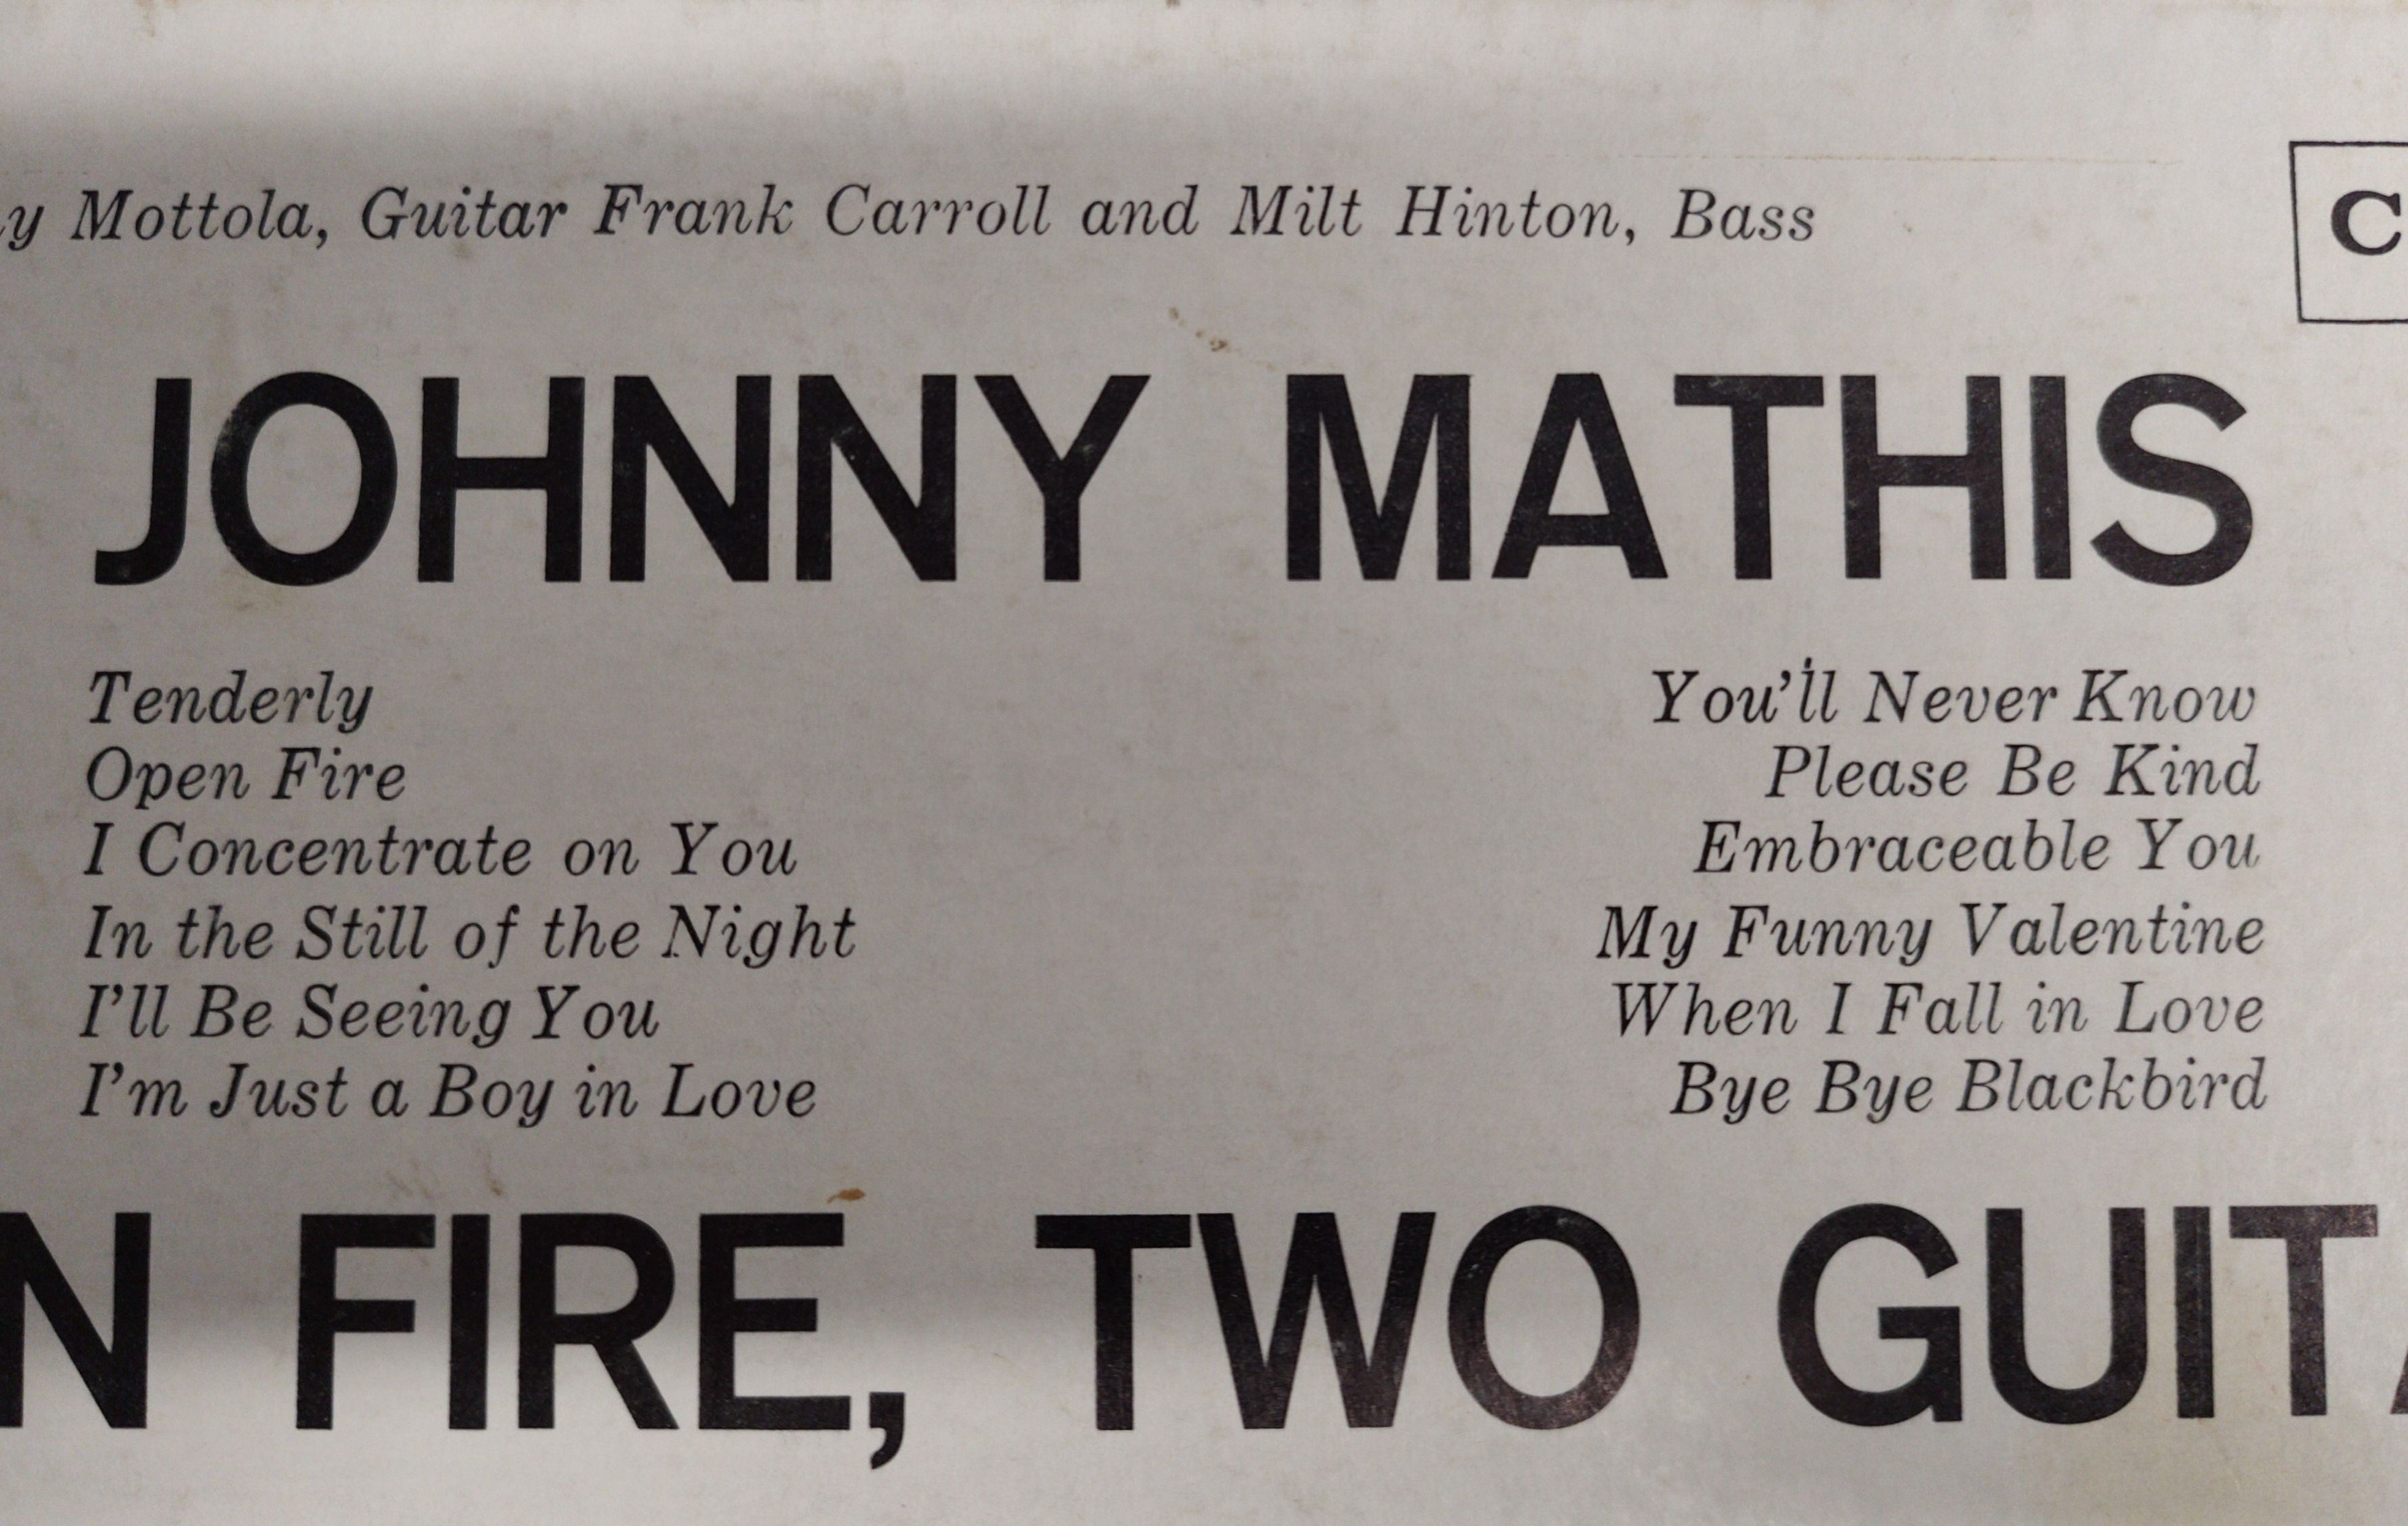 y Mottola, Guitar Frank Carroll and Milt Hinton, Bass
C
JOHNNY MATHIS
Tenderly
Open Fire
I Concentrate on You
In the Still of the Night
I'll Be Seeing You
I'm Just a Boy in Love
You'll Never Know
Please Be Kind
Embraceable You
My Funny Valentine
When I Fall in Love
Bye Bye Blackbird
N FIRE, TWO GUITA